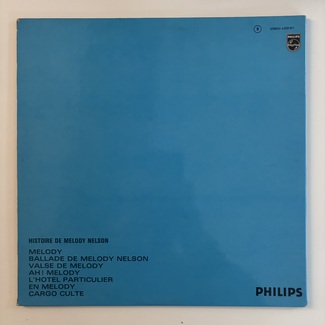 HISTOIRE DE MELODY NELSON
MELODY
BALLADE DE MELODY NELSON
VALSE DE MELODY
AH! MELODY
L'HOTEL PARTICULIER
EN MELODY
CARGO CULTE
PHILIPS